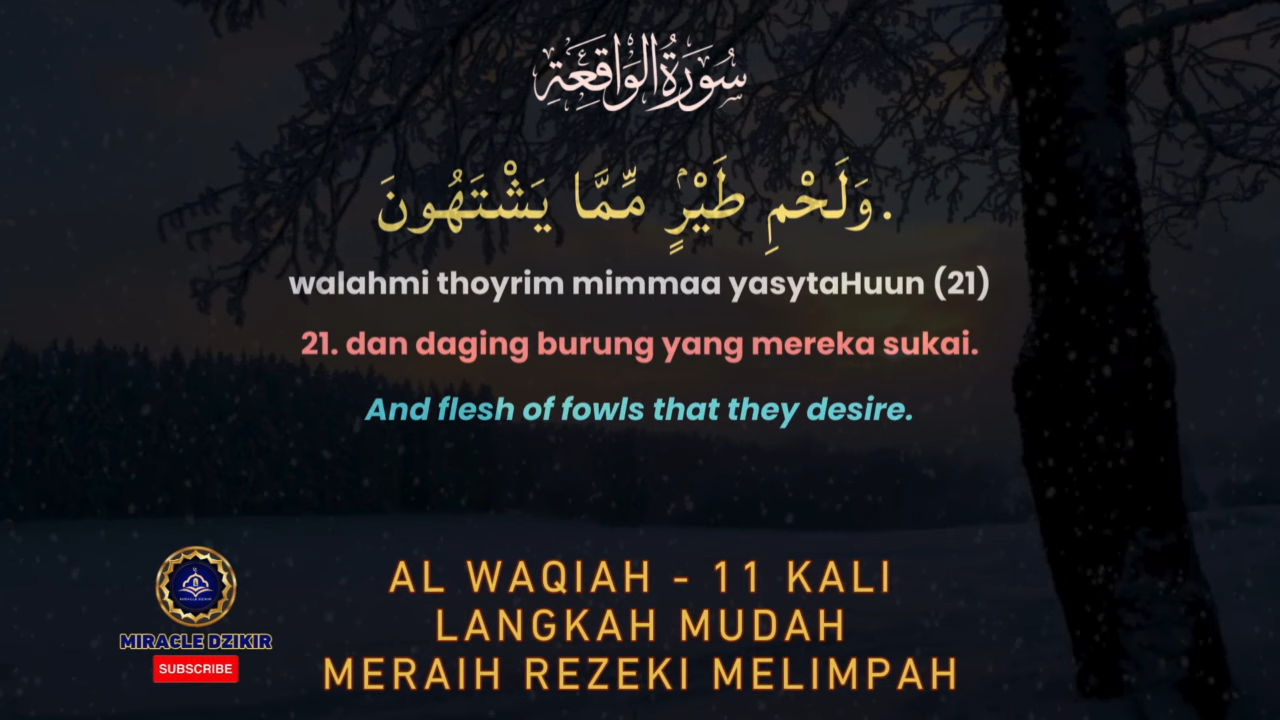 سُورَةُ الْوَاقِعَةِ
وَلَحْمِ طَيْرٍۢ مِّمَّا يَشْتَهُونَ.
walahmi thoyrim mimmaa yasytaHuun (21)
21. dan daging burung yang mereka sukai.
And flesh of fowls that they desire.
AL WAQIAH - 11 KALI
LANGKAH MUDAH
MERAIH REZEKI MELIMPAH
MIRACLE DZIKIR
SUBSCRIBE